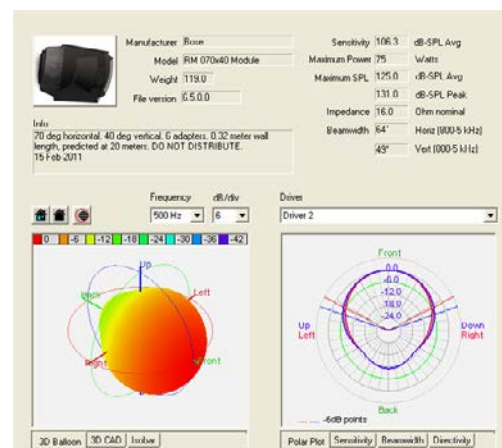 Manufacturer Bose
Model RM 070x40 Module
Weight 119.0
File version 6.5.0.0
Sensitivity 106.3 dB-SPL Avg
Maximum Power 75 Watts
Maximum SPL 125.0 dB-SPL Avg
131.0 dB-SPL Peak
Impedance 16.0 Ohm nominal
Beamwidth 64° Horiz (800-5 kHz)
49° Vert (800-5 kHz)
Info
70 deg horizontal, 40 deg vertical, 6 adapters, 0.32 meter wall
length, predicted at 20 meters. DO NOT DISTRIBUTE.
15 Feb 2011
Frequency dB/div
500 Hz 6
0 -6 -12 -18 -24 -30 -36 -42
Up
Back Left
Right Front
3D Balloon 3D CAD Isobar
Driver
Driver 2
Front
0.0
-6.0
-12.0
-18.0
-24.0
Up Down
Left Right
Back
-6dB points
Polar Plot Sensitivity Beamwidth Directivity